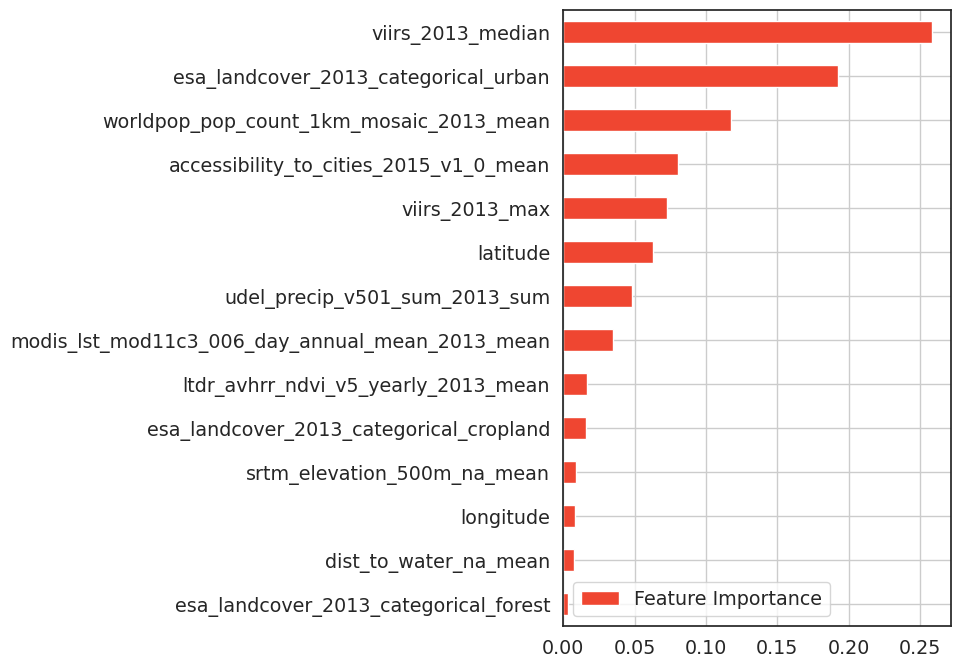 viirs_2013_median
esa_landcover_2013_categorical_urban
worldpop_pop_count_1km_mosaic_2013_mean
accessibility_to_cities_2015_v1_0_mean
viirs_2013_max
latitude
udel_precip_v501_sum_2013_sum
modis_lst_mod11c3_006_day_annual_mean_2013_mean
ltdr_avhrr_ndvi_v5_yearly_2013_mean
esa_landcover_2013_categorical_cropland
srtm_elevation_500m_na_mean
longitude
dist_to_water_na_mean
esa_landcover_2013_categorical_forest
Feature Importance
0.00 0.05 0.10 0.15 0.20 0.25